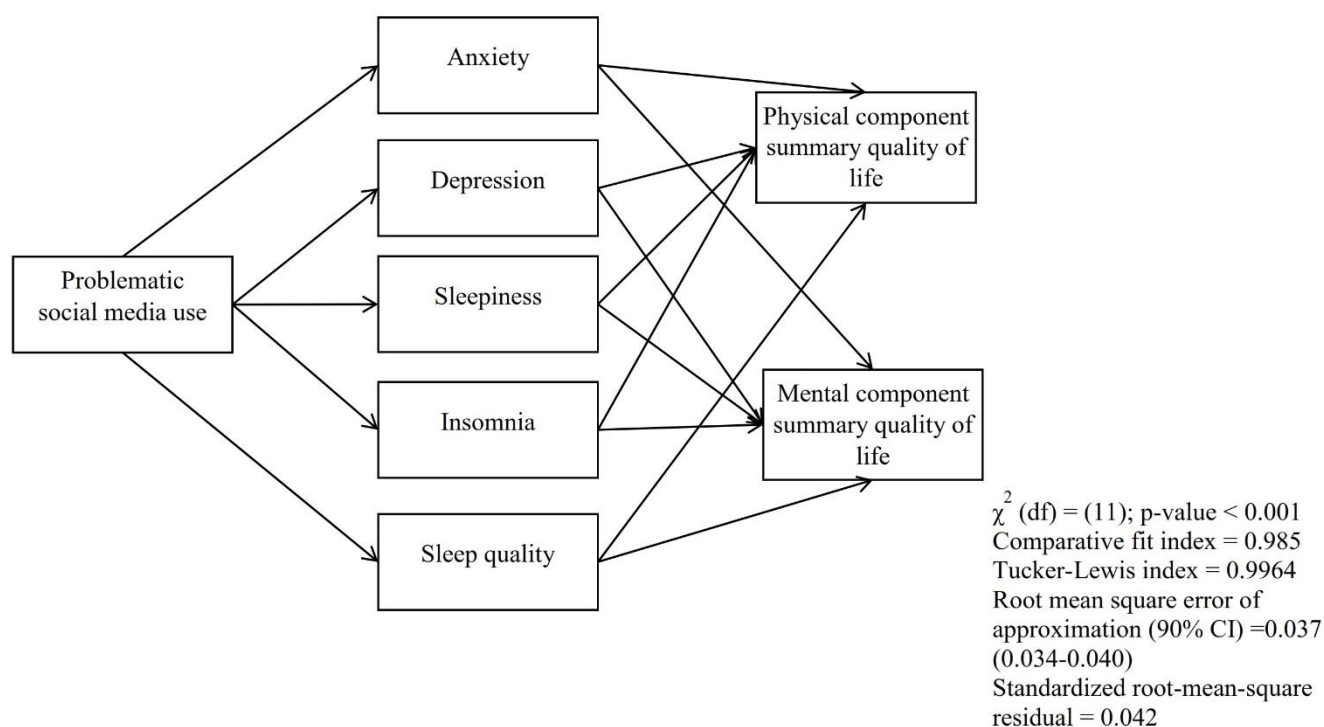 Anxiety
Depression
Sleepiness
Insomnia
Sleep quality
Problematic
social media use
Physical component
summary quality of
life
Mental component
summary quality of
life
χ² (df) = (11); p-value < 0.001
Comparative fit index = 0.985
Tucker-Lewis index = 0.9964
Root mean square error of
approximation (90% CI) =0.037
(0.034-0.040)
Standardized root-mean-square
residual = 0.042